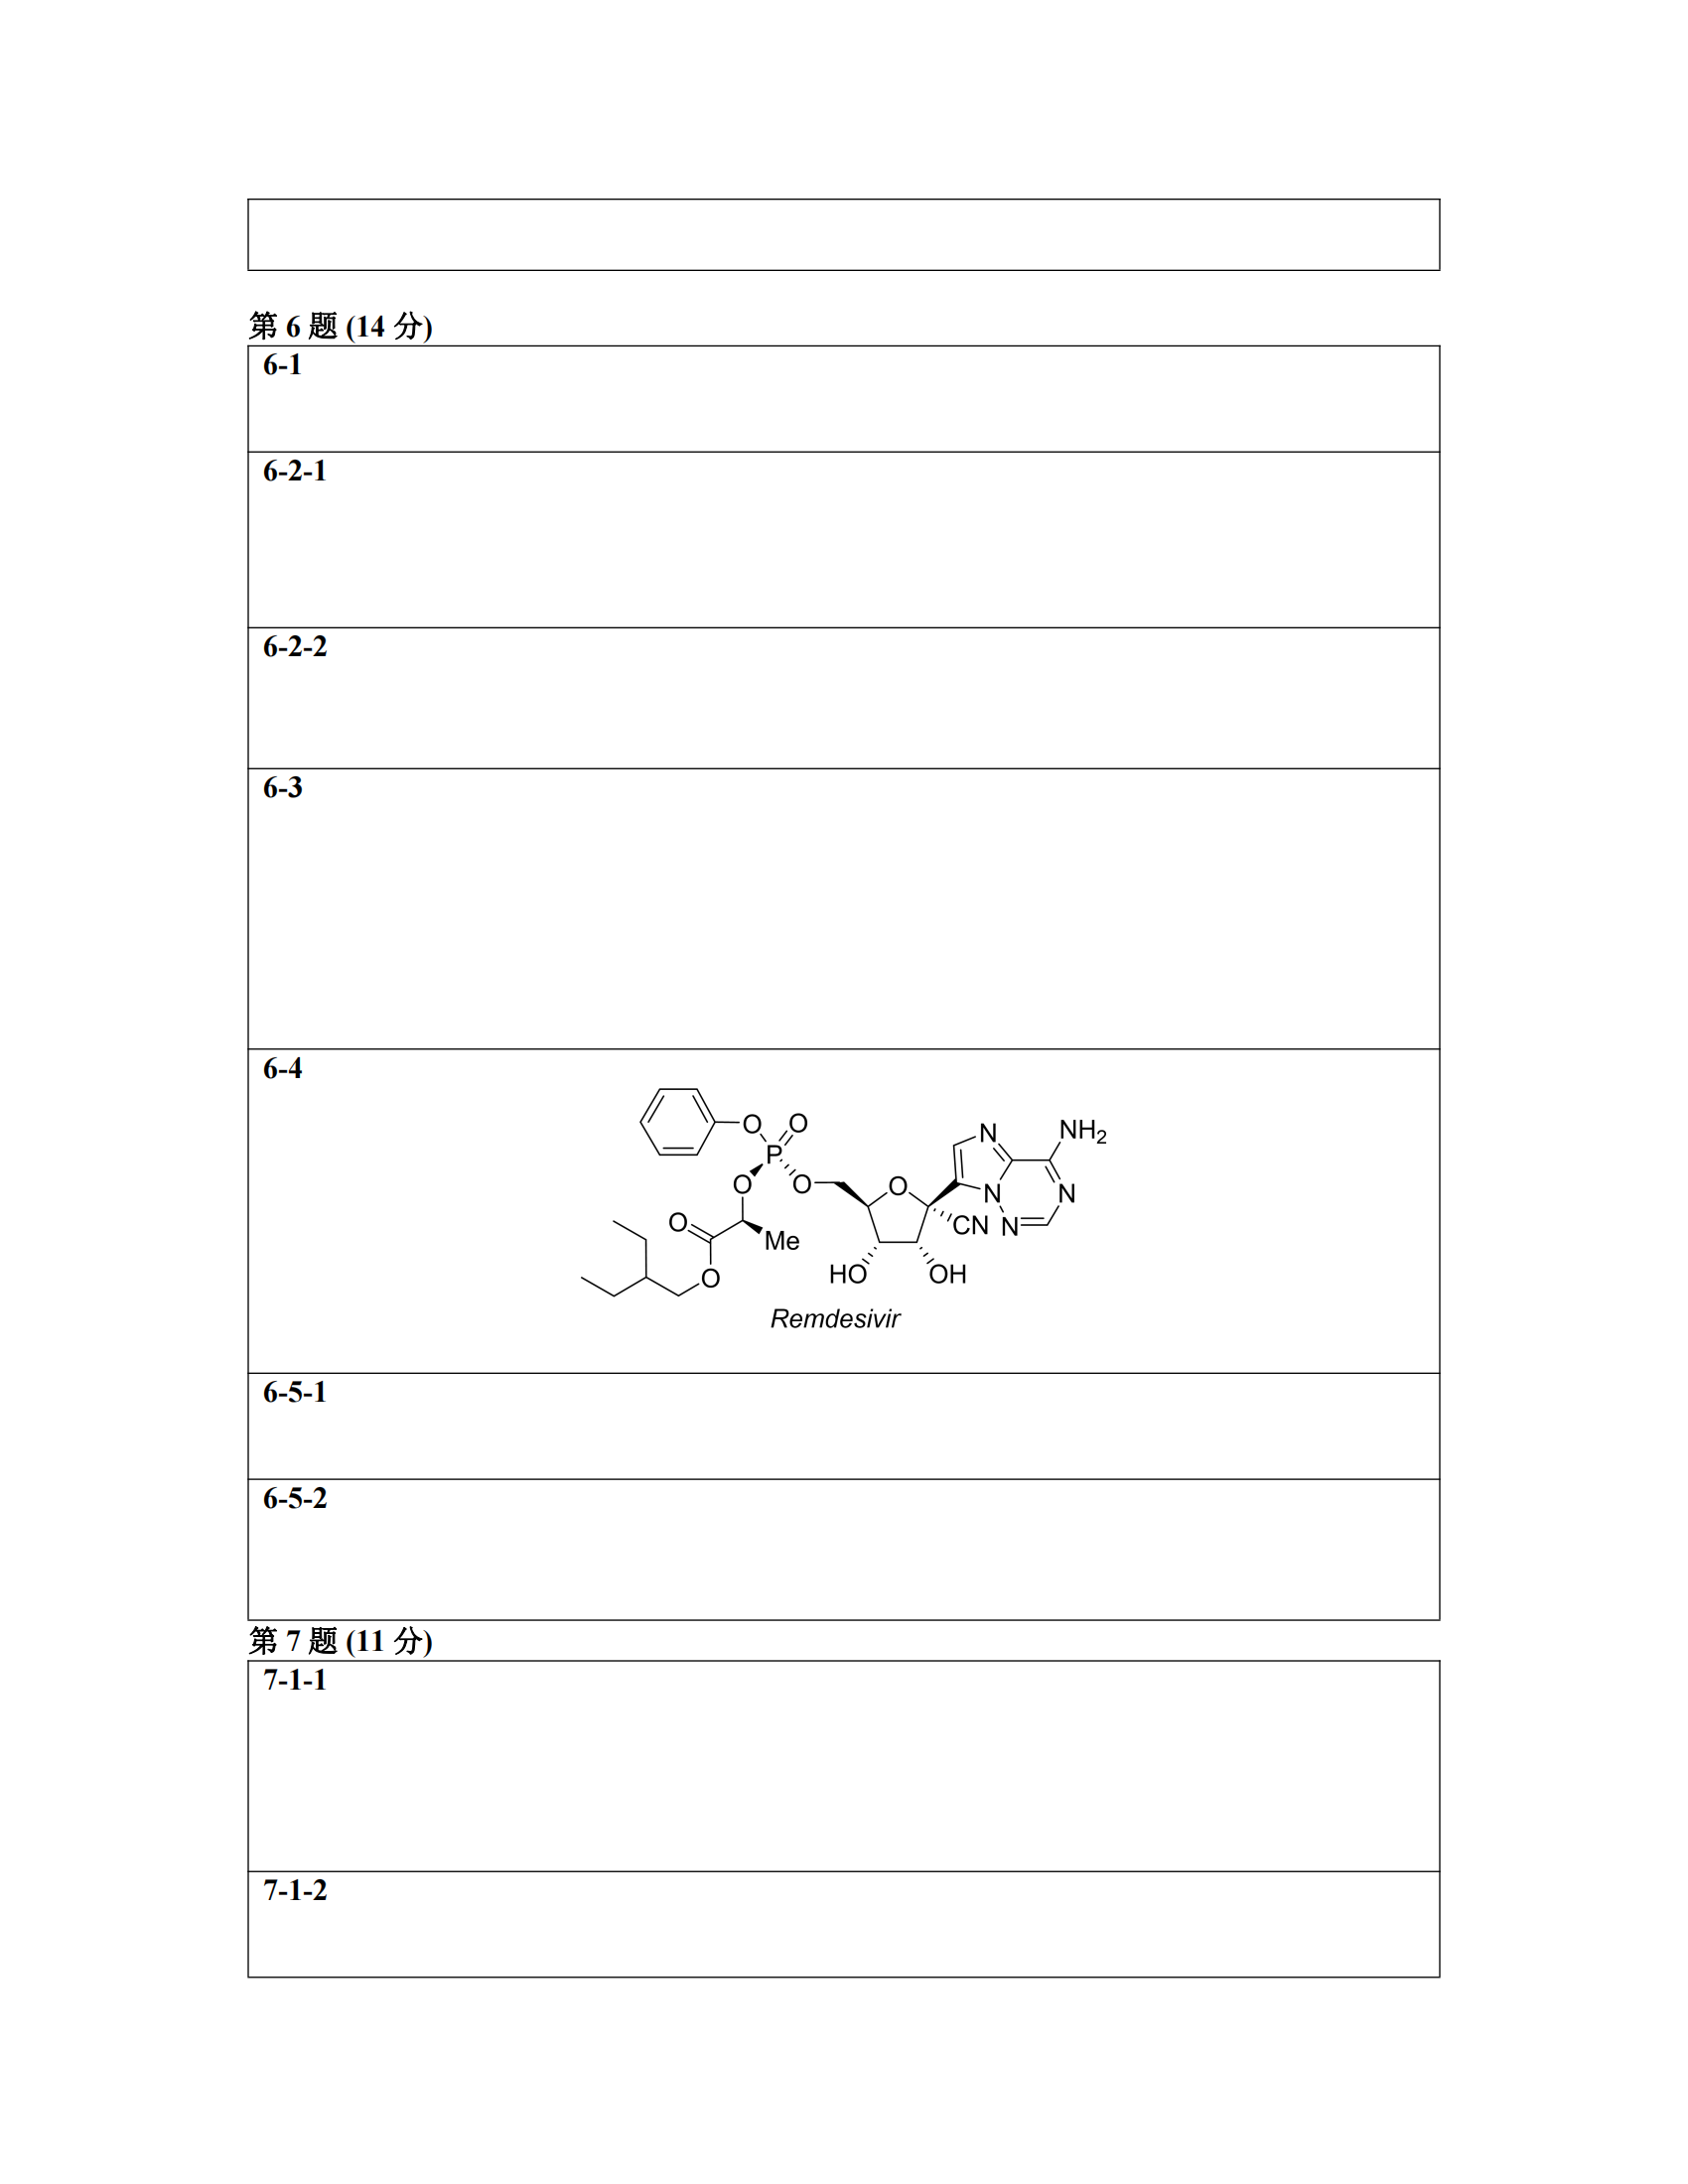 第 6 题 (14 分)
6-1
6-2-1
6-2-2
6-3
6-4
O
O
P
O
O
O
Me
O
O
HO
OH
CN
N
N
N
N
NH2
Remdesivir
6-5-1
6-5-2
第 7 题 (11 分)
7-1-1
7-1-2